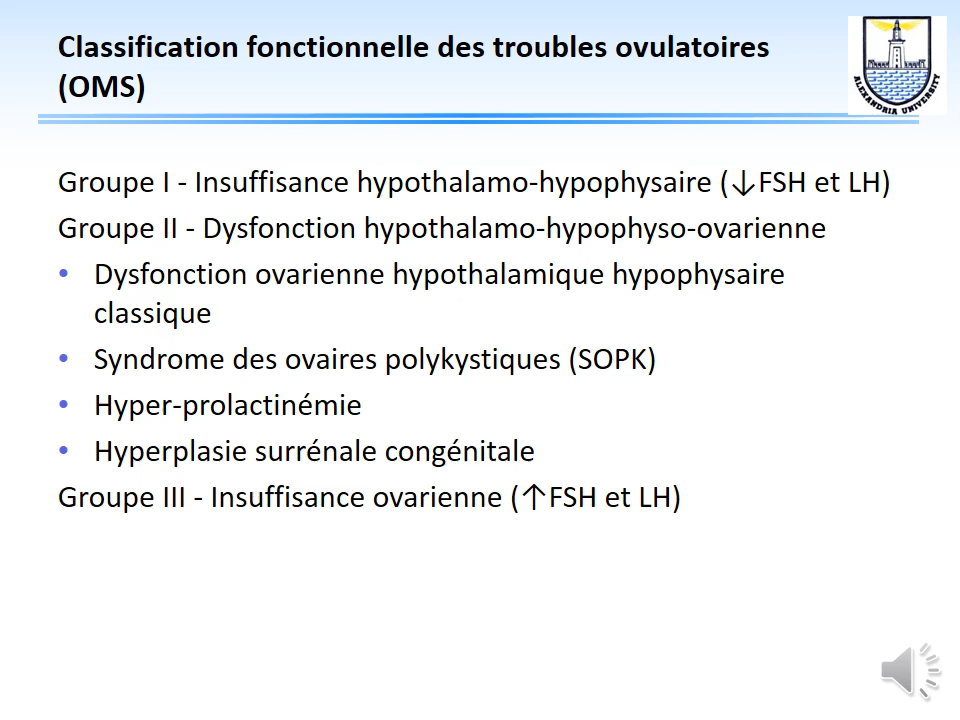 Classification fonctionnelle des troubles ovulatoires
(OMS)
ALEXANDRIA UNIVERSITY
Groupe I - Insuffisance hypothalamo-hypophysaire (↓FSH et LH)
Groupe II - Dysfonction hypothalamo-hypophyso-ovarienne
• Dysfonction ovarienne hypothalamique hypophysaire
classique
• Syndrome des ovaires polykystiques (SOPK)
• Hyper-prolactinémie
• Hyperplasie surrénale congénitale
Groupe III - Insuffisance ovarienne (↑FSH et LH)